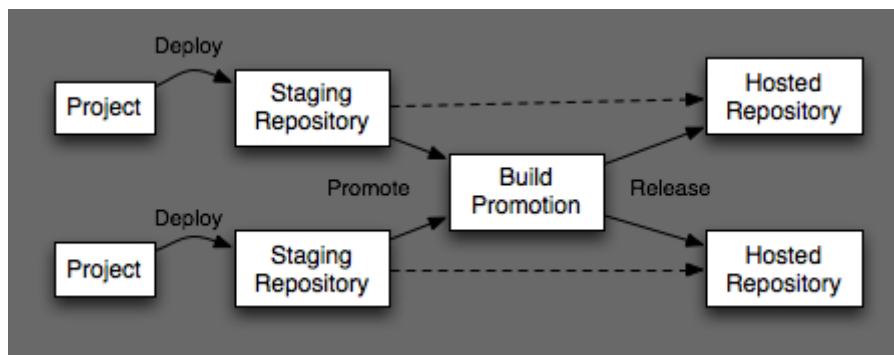 Deploy
Project
Staging
Repository
Hosted
Repository
Promote
Build
Promotion
Release
Deploy
Project
Staging
Repository
Hosted
Repository